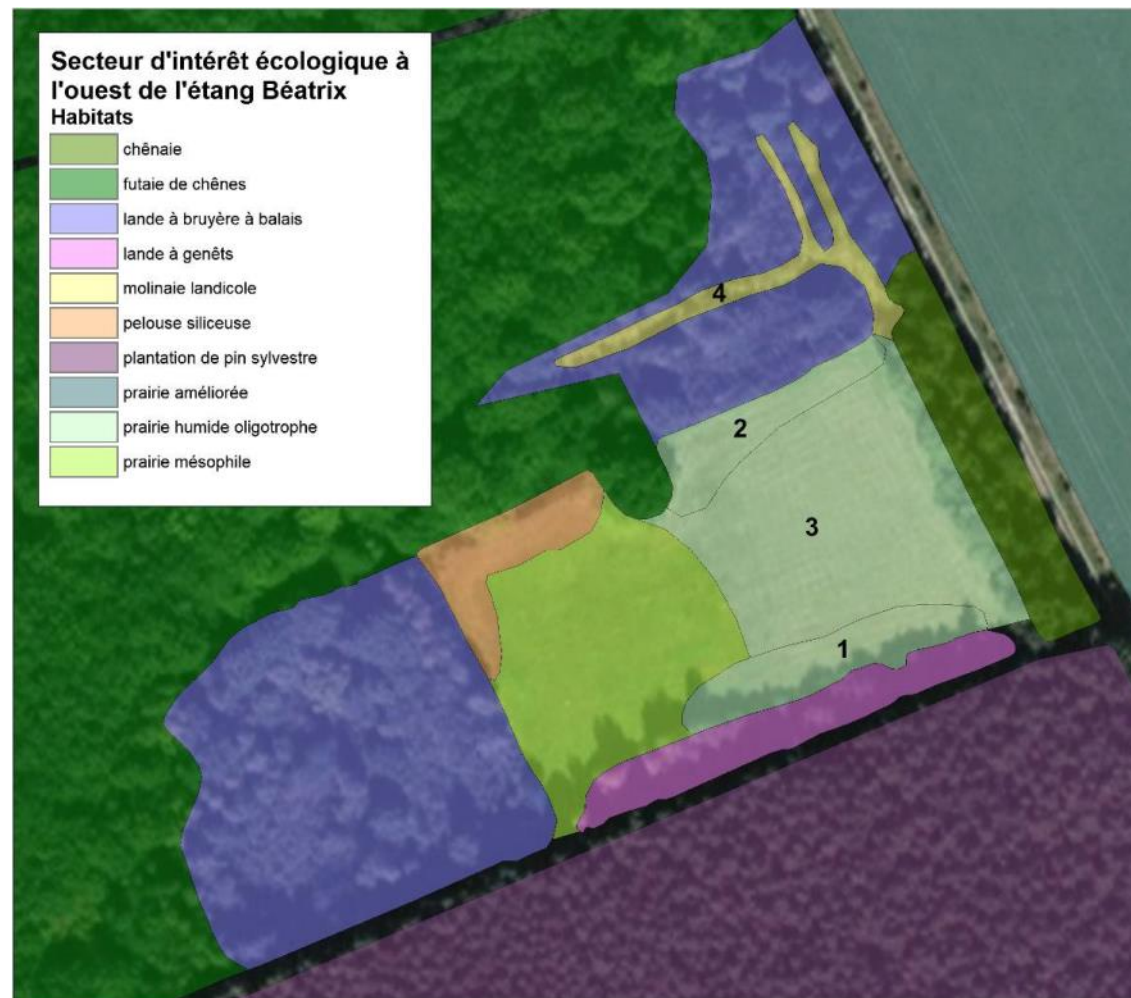 Secteur d'intérêt écologique à
l'ouest de l'étang Béatrix
Habitats
chênaie
futaie de chênes
lande à bruyère à balais
lande à genêts
molinaie landicole
pelouse siliceuse
plantation de pin sylvestre
prairie améliorée
prairie humide oligotrophe
prairie mésophile
4
2
3
1